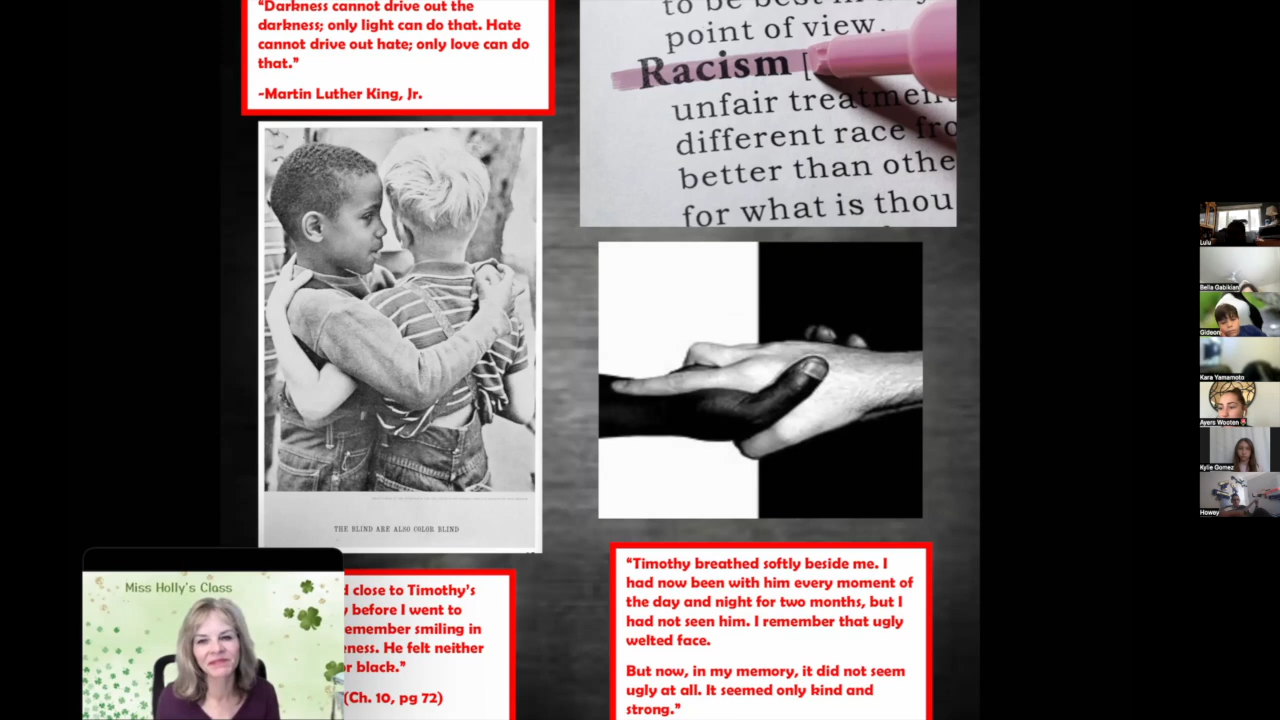 "Darkness cannot drive out the
darkness; only light can do that. Hate
cannot drive out hate; only love can do
that."
-Martin Luther King, Jr.
to be best in any
point of view.
Racism [
unfair treatmen
different race fro
better than othe
for what is thou
THE BLIND ARE ALSO COLOR BLIND
Miss Holly's Class
close to Timothy's
before I went to
emember smiling in
ness. He felt neither
r black."
(Ch. 10, pg 72)
"Timothy breathed softly beside me. I
had now been with him every moment of
the day and night for two months, but I
had not seen him. I remember that ugly
welted face.
But now, in my memory, it did not seem
ugly at all. It seemed only kind and
strong."
Lulu
Bella Gabikian
Gideon
Kara Yamamoto
Ayers Wooten
Kylie Gomez
Howey